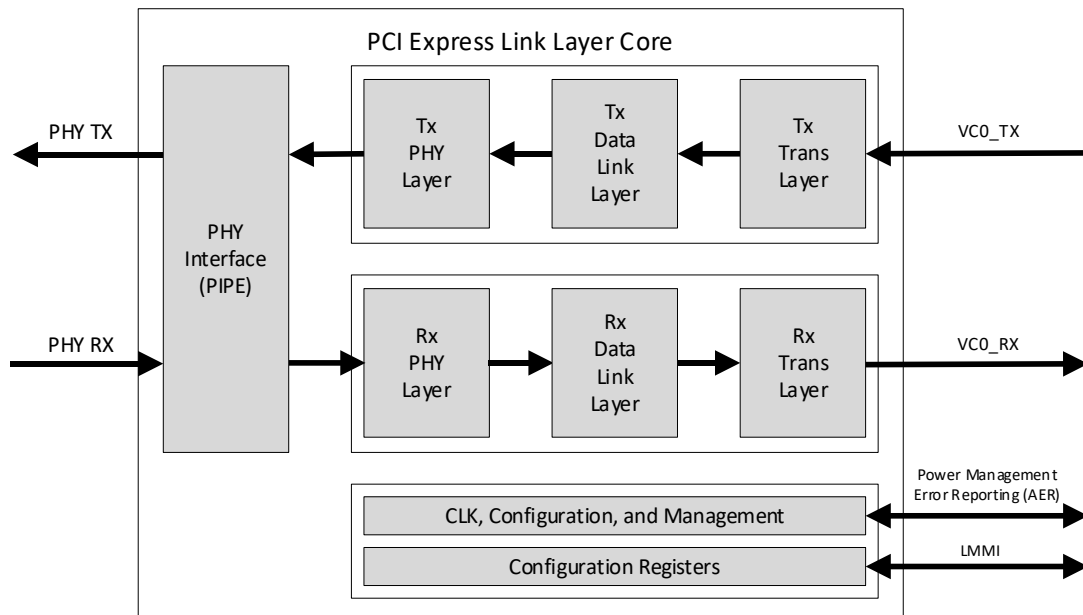 PCI Express Link Layer Core
PHY TX
Tx
PHY
Layer
Tx
Data
Link
Layer
Tx
Trans
Layer
VC0_TX
PHY
Interface
(PIPE)
PHY RX
Rx
PHY
Layer
Rx
Data
Link
Layer
Rx
Trans
Layer
VC0_RX
Power Management
Error Reporting (AER)
CLK, Configuration, and Management
Configuration Registers
LMMI